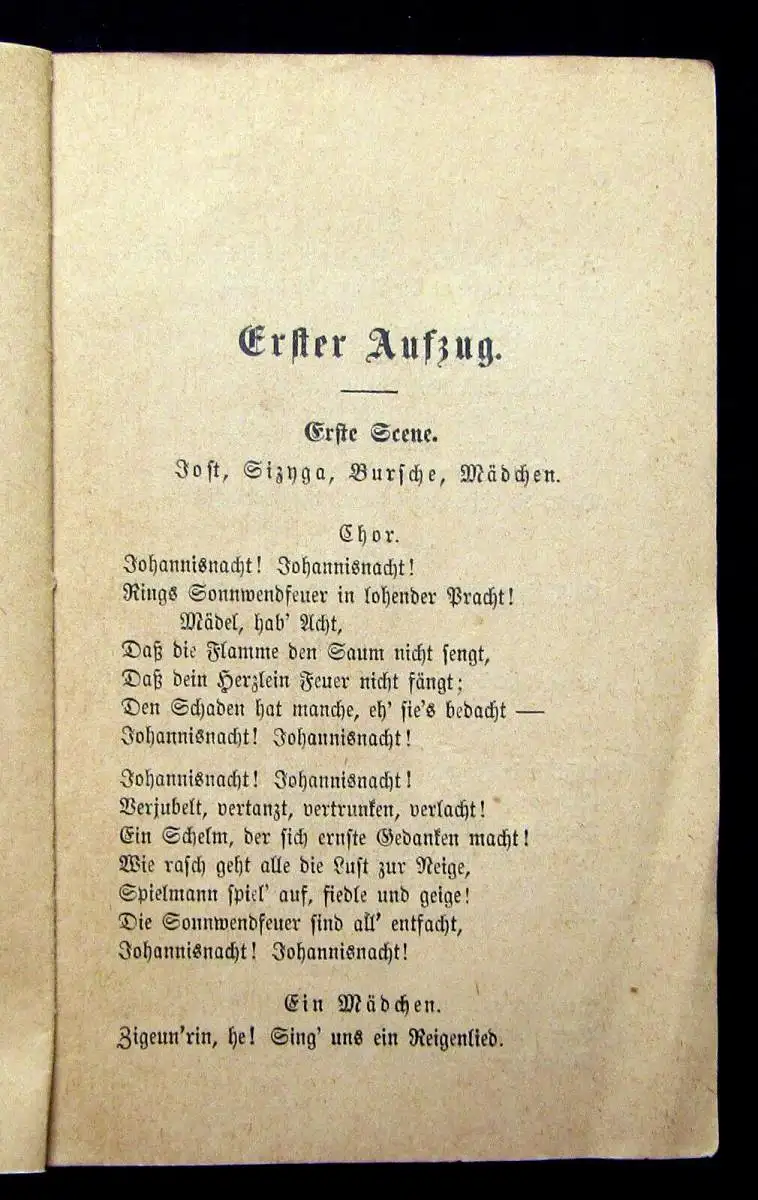 Erster Aufzug.
Erste Scene.
Jost, Sizyga, Bursche, Mädchen.
Chor.
Johannisnacht! Johannisnacht!
Rings Sonnwendfeuer in lohender Pracht!
Mädel, hab' Acht,
Daß die Flamme den Saum nicht sengt,
Daß dein Herzlein Feuer nicht fängt;
Den Schaden hat manche, eh' sie's bedacht —
Johannisnacht! Johannisnacht!
Johannisnacht! Johannisnacht!
Verjubelt, vertanzt, vertrunken, verlacht!
Ein Schelm, der sich ernste Gedanken macht!
Wie rasch geht alle die Lust zur Neige,
Spielmann spiel' auf, fiedle und geige!
Die Sonnwendfeuer sind all' entfacht,
Johannisnacht! Johannisnacht!
Ein Mädchen.
Zigeun'rin, he! Sing' uns ein Reigenlied.